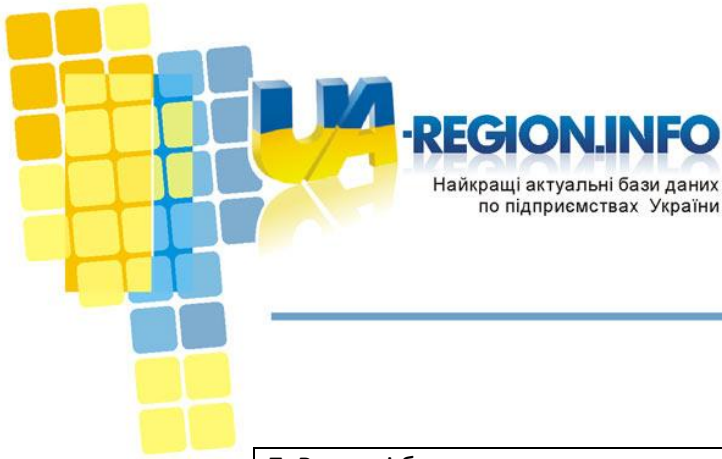 UA-REGION.INFO
Найкращі актуальні бази даних
по підприємствах України